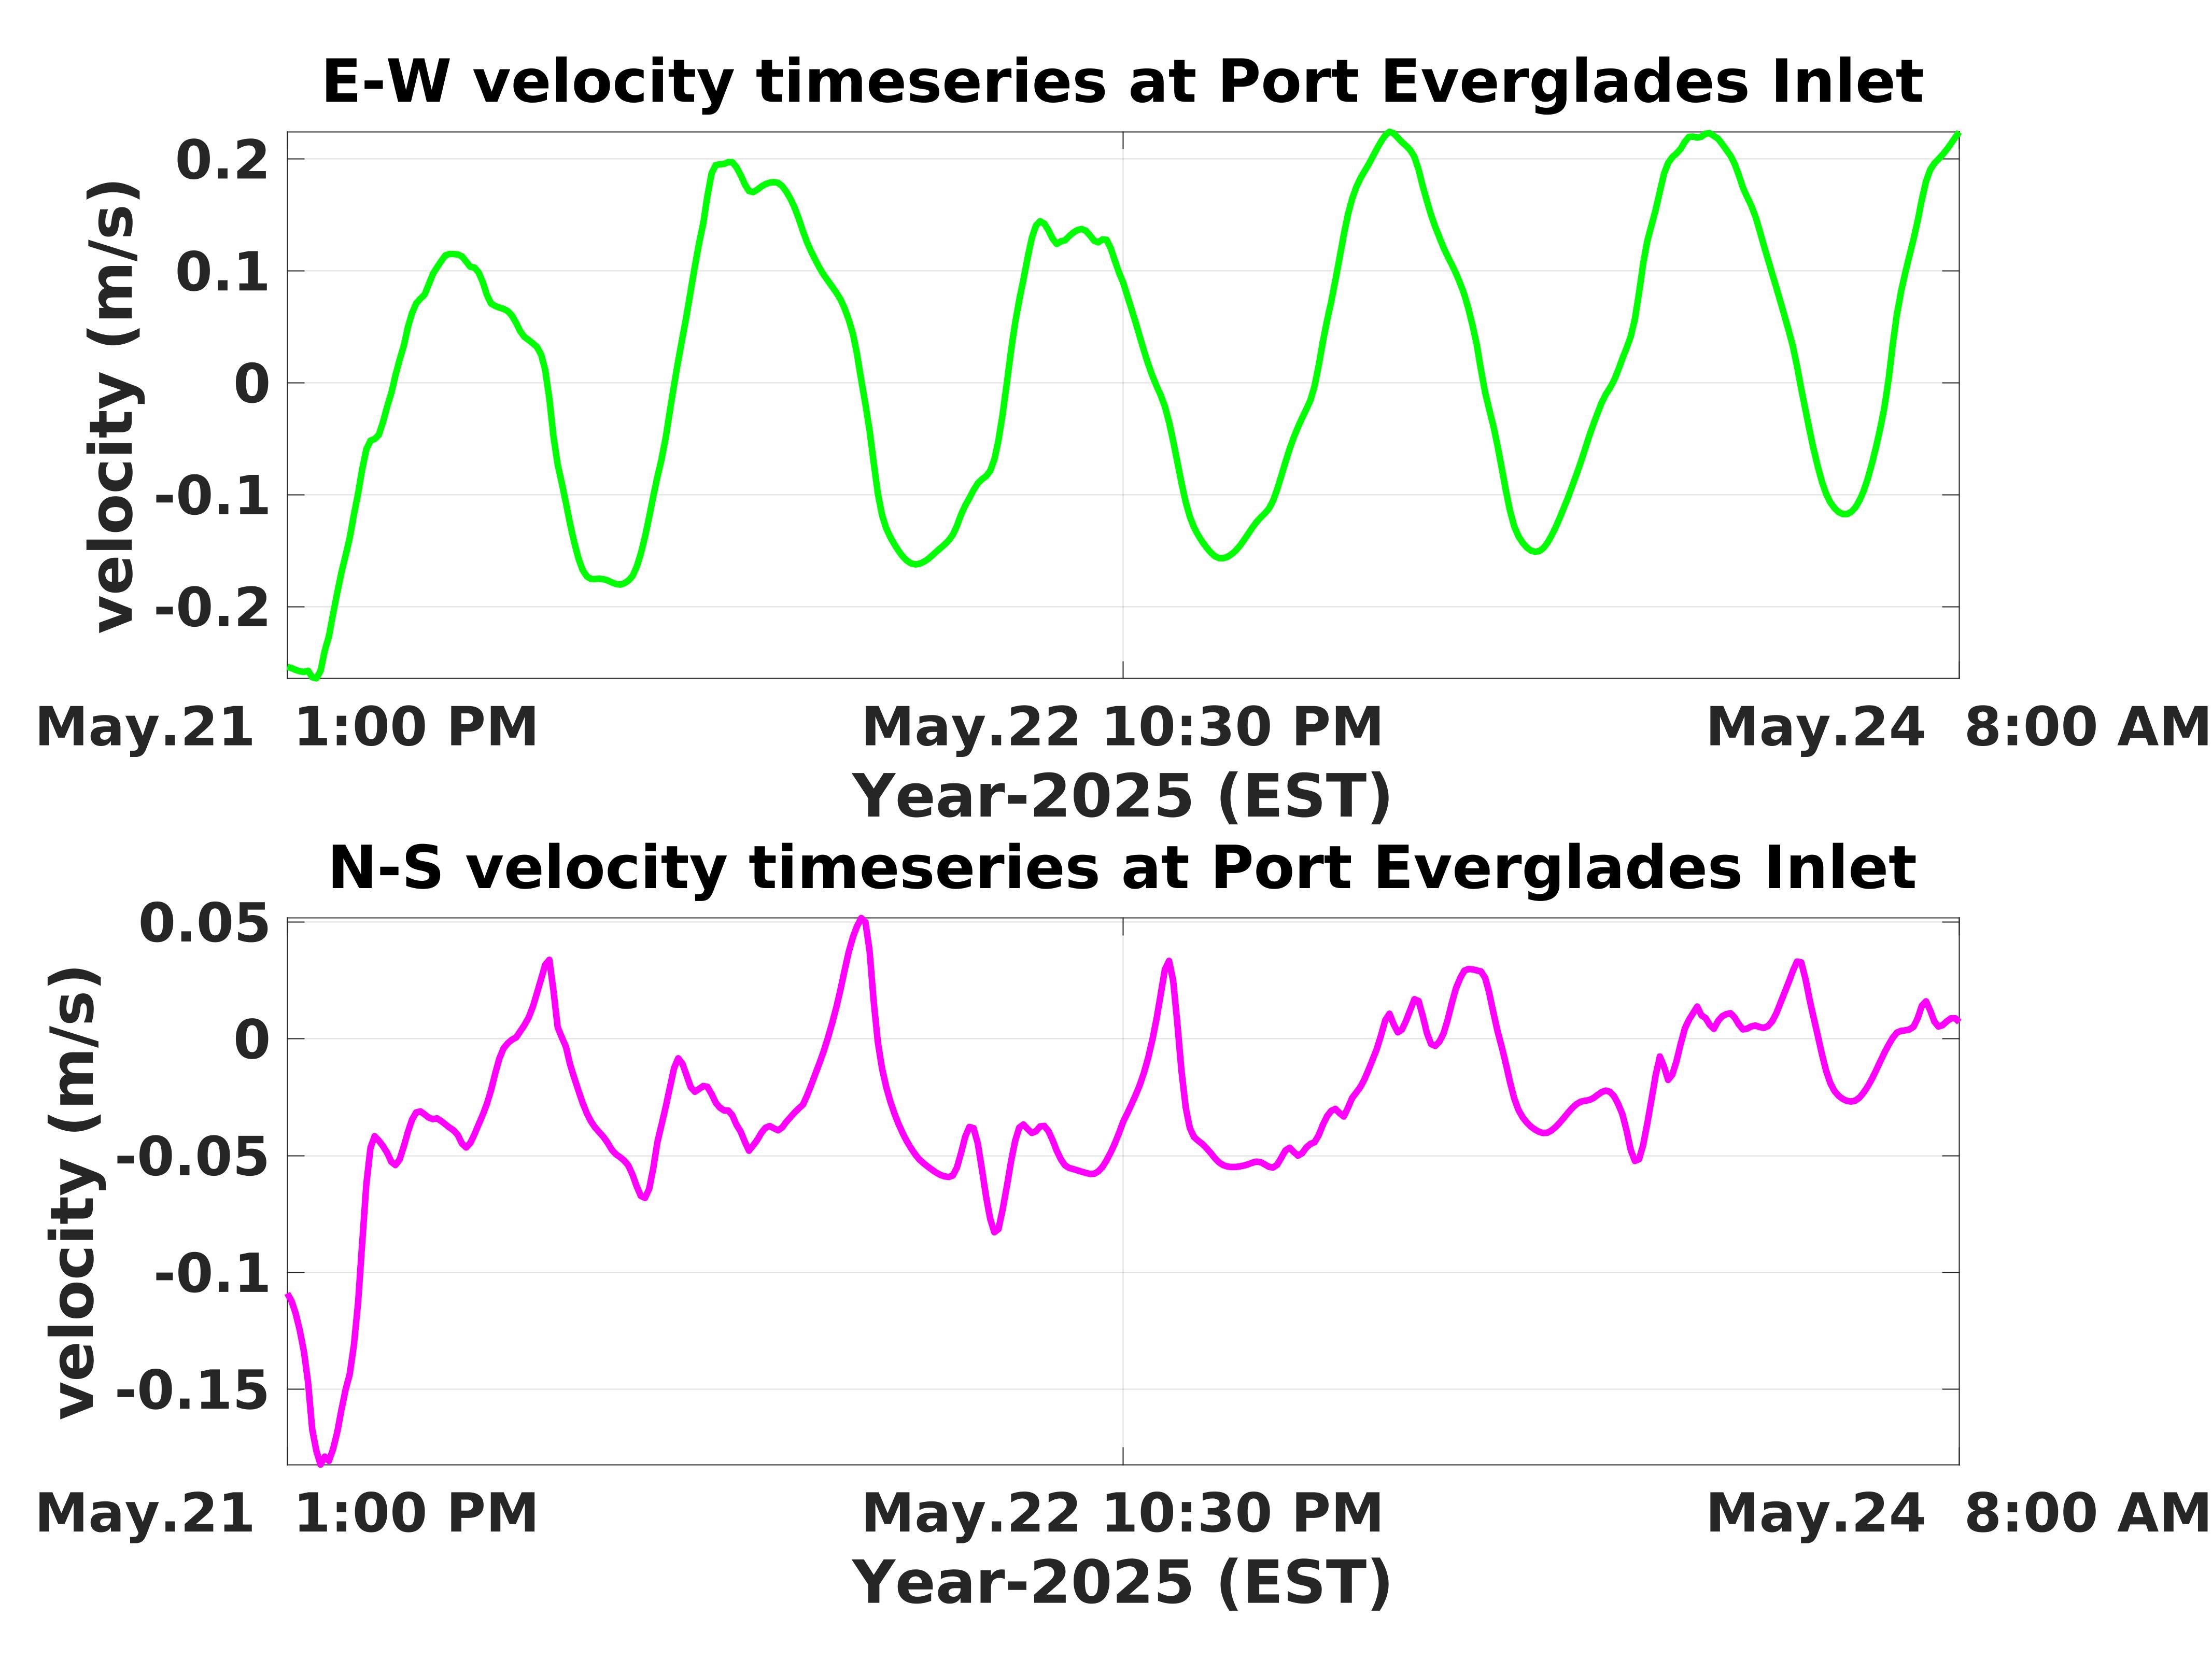 E-W velocity timeseries at Port Everglades Inlet
velocity (m/s)
0.2
0.1
0
-0.1
-0.2
May.21  1:00 PM
May.22 10:30 PM
May.24  8:00 AM
Year-2025 (EST)
N-S velocity timeseries at Port Everglades Inlet
velocity (m/s)
0.05
0
-0.05
-0.1
-0.15
May.21  1:00 PM
May.22 10:30 PM
May.24  8:00 AM
Year-2025 (EST)